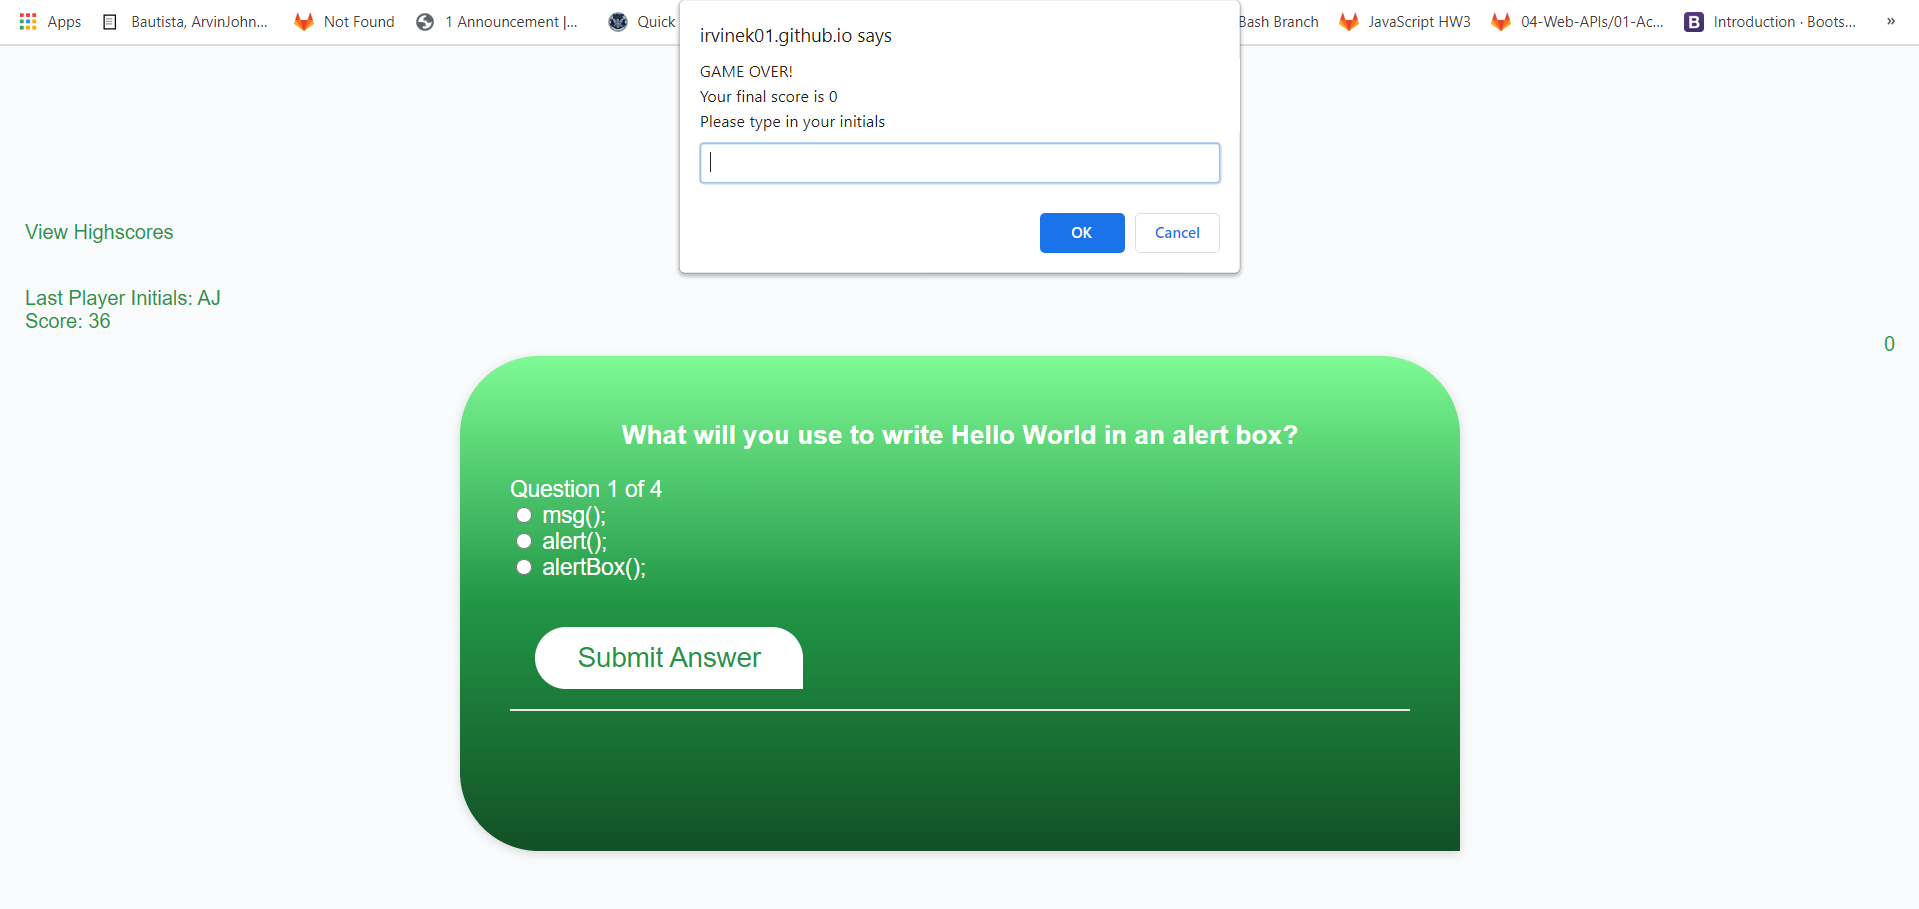 Apps Bautista, ArvinJohn... Not Found 1 Announcement |... Quick Bash Branch JavaScript HW3 04-Web-APIs/01-Ac... B Introduction · Boots... »
irvinek01.github.io says
GAME OVER!
Your final score is 0
Please type in your initials
OK Cancel
View Highscores
Last Player Initials: AJ
Score: 36
0
What will you use to write Hello World in an alert box?
Question 1 of 4
msg();
alert();
alertBox();
Submit Answer